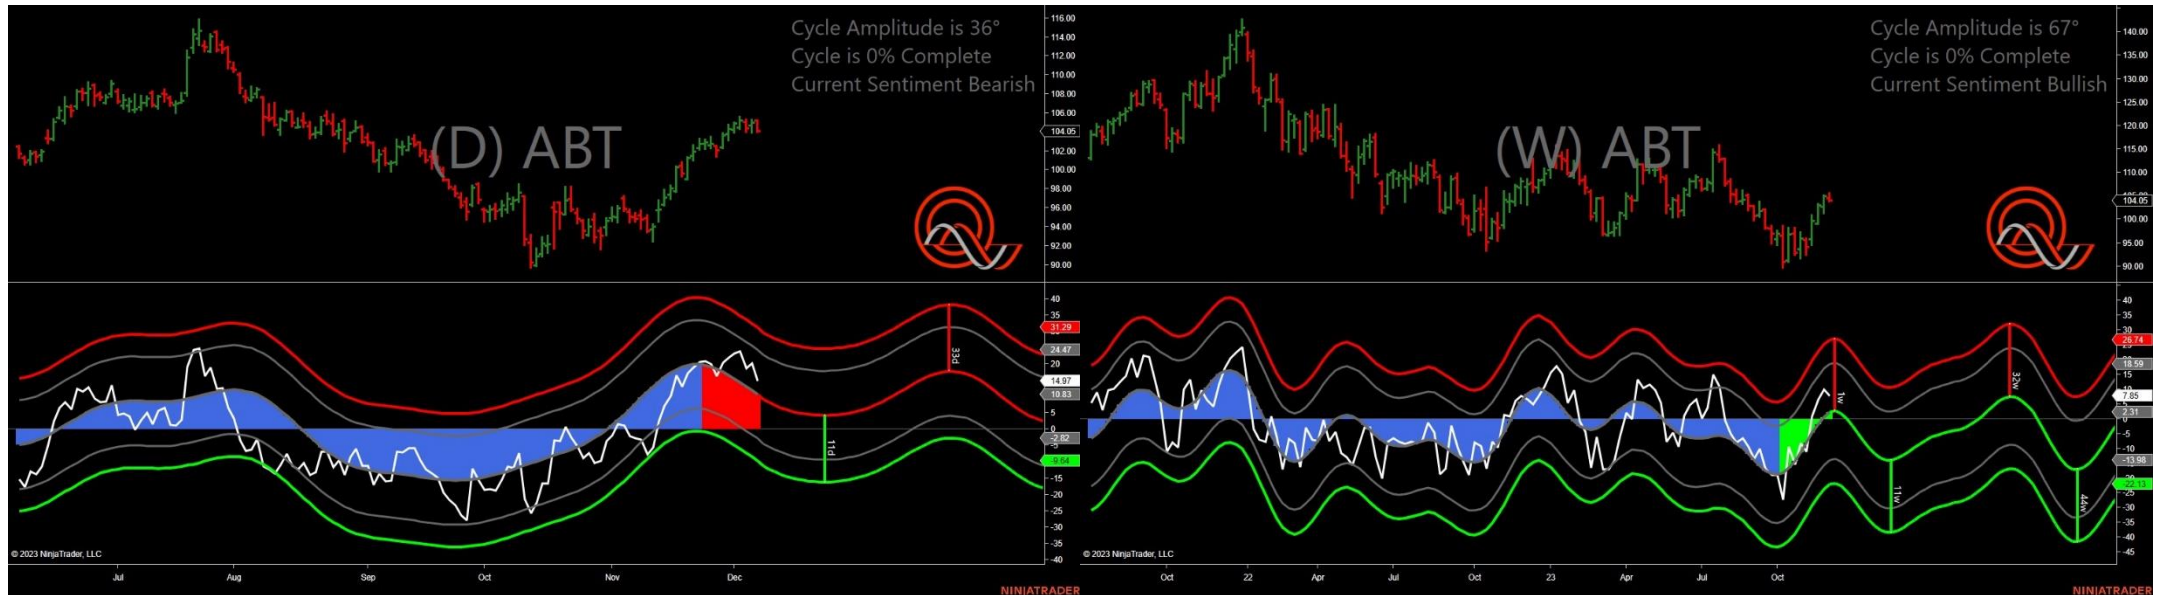 Cycle Amplitude is 36°
Cycle is 0% Complete
Current Sentiment Bearish
(D) ABT
116.00
114.00
112.00
110.00
108.00
106.00
104.05
102.00
100.00
98.00
96.00
94.00
92.00
90.00
40
35
31.29
24.47
20
14.97
10.83
5
0
-2.82
-9.64
-15
-20
-25
-30
-35
-40
33d
11d
© 2023 NinjaTrader, LLC
Jul Aug Sep Oct Nov Dec
NINJATRADER
Cycle Amplitude is 67°
Cycle is 0% Complete
Current Sentiment Bullish
(W) ABT
140.00
135.00
130.00
125.00
120.00
115.00
110.00
104.05
100.00
95.00
90.00
40
35
30
26.74
18.59
15
7.85
2.31
-5
-10
-13.98
-22.13
-30
-35
-40
-45
1w
32w
11w
44w
© 2023 NinjaTrader, LLC
Oct 22 Apr Jul Oct 23 Apr Jul Oct
NINJATRADER